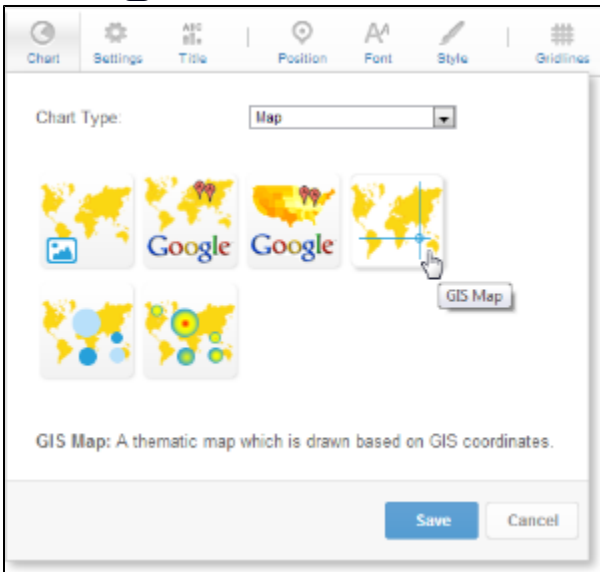 ABC
Chart Settings Title Position Font Style Gridlines
Chart Type: Map
Google Google
GIS Map
GIS Map: A thematic map which is drawn based on GIS coordinates.
Save Cancel